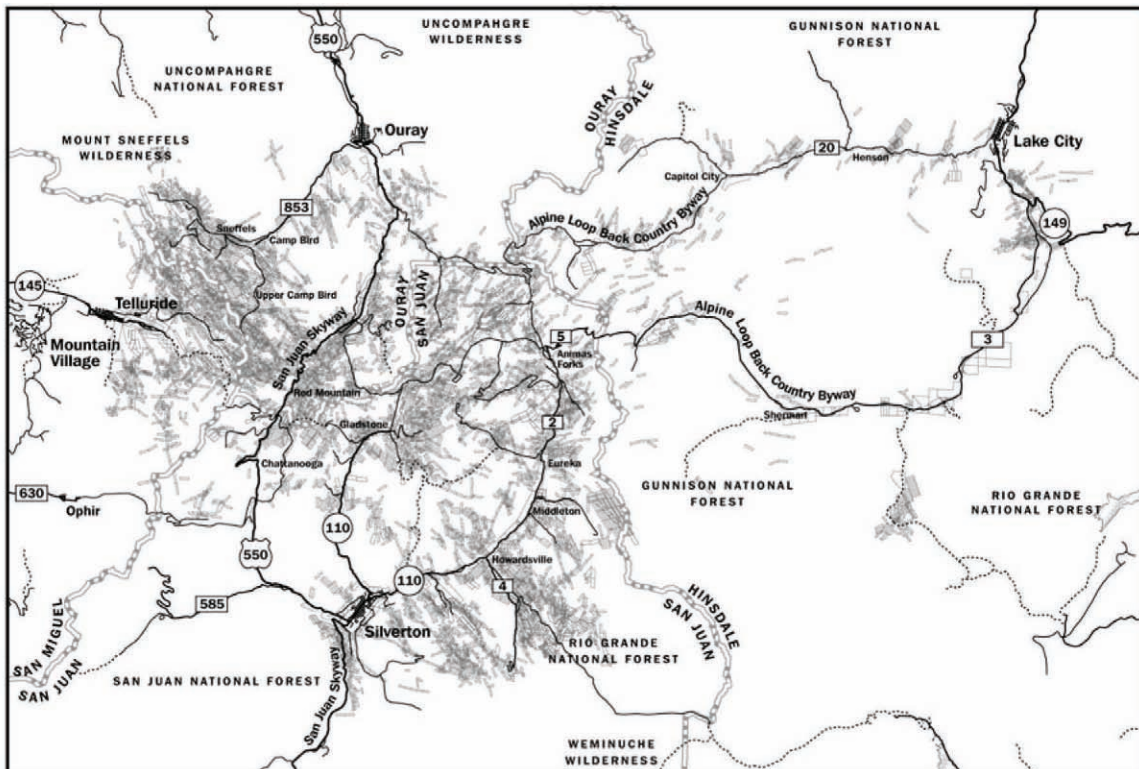 UNCOMPAHGRE
WILDERNESS
GUNNISON NATIONAL
FOREST
550
UNCOMPAHGRE
NATIONAL FOREST
OURAY
HINSDALE
Ouray
Lake City
MOUNT SNEFFELS
WILDERNESS
20
Henson
Capitol City
853
Alpine Loop Back Country Byway
149
Sneffels
Camp Bird
145
Telluride
Upper Camp Bird
OURAY
SAN JUAN
Mountain
Village
San Juan Skyway
Alpine Loop Back Country Byway
5
Animas
Forks
3
Red Mountain
Gladstone
2
Sherman
Chattanooga
Eureka
GUNNISON NATIONAL
FOREST
RIO GRANDE
NATIONAL FOREST
630
Ophir
Middleton
110
550
Howardsville
110
4
585
Silverton
HINSDALE
SAN JUAN
SAN MIGUEL
SAN JUAN
RIO GRANDE
NATIONAL FOREST
SAN JUAN NATIONAL FOREST
San Juan Skyway
WEMINUCHE
WILDERNESS